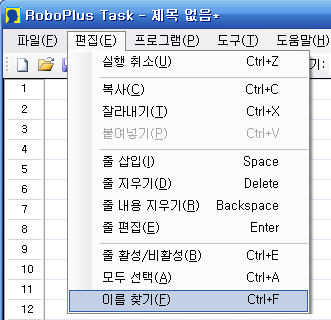 RoboPlus Task - 제목 없음*
파일(F) 편집(E) 프로그램(P) 도구(T) 도움말(H)
기:
실행 취소(U) Ctrl+Z
복사(C) Ctrl+C
잘라내기(T) Ctrl+X
붙여넣기(P) Ctrl+V
줄 삽입(I) Space
줄 지우기(D) Delete
줄 내용 지우기(R) Backspace
줄 편집(E) Enter
줄 활성/비활성(B) Ctrl+E
모두 선택(A) Ctrl+A
이름 찾기(F) Ctrl+F
1
2
3
4
5
6
7
8
9
10
11
12